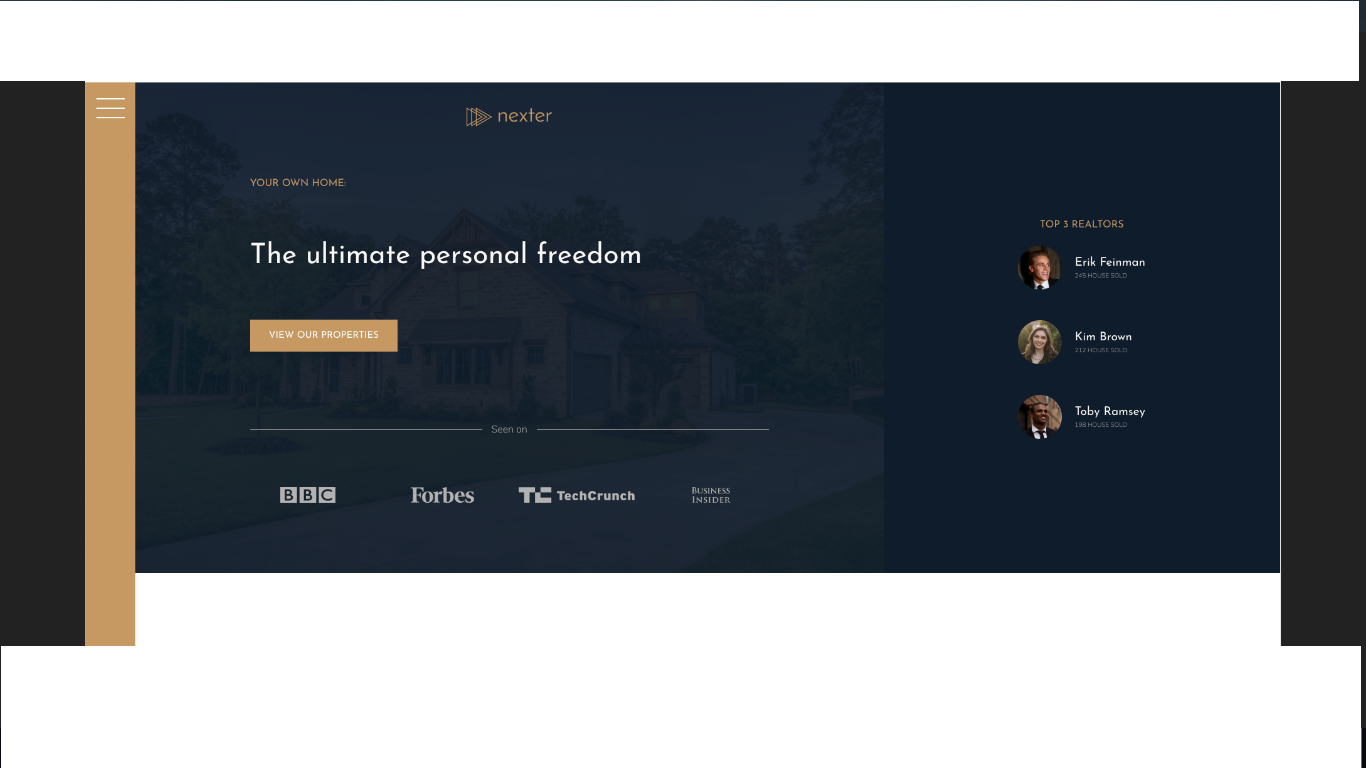 nexter
YOUR OWN HOME:
The ultimate personal freedom
VIEW OUR PROPERTIES
Seen on
BBC
Forbes
TC TechCrunch
BUSINESS
INSIDER
TOP 3 REALTORS
Erik Feinman
245 HOUSE SOLD
Kim Brown
212 HOUSE SOLD
Toby Ramsey
198 HOUSE SOLD